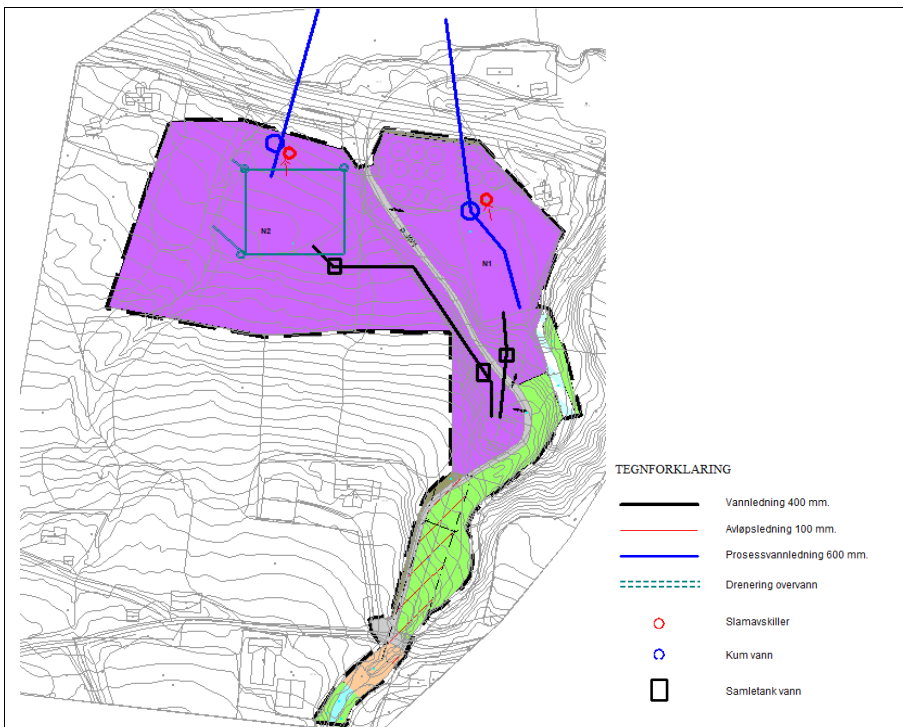 N2
N1
TEGNFORKLARING
Vannledning 400 mm.
Avløpsledning 100 mm.
Prosessvannledning 600 mm.
Drenering overvann
Slamavskiller
Kum vann
Samletank vann